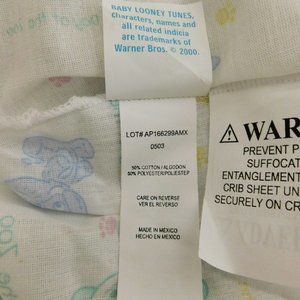 BABY LOONEY TUNES,
characters, names and
all related indicia
are trademarks of
Warner Bros. © 2000.
LOT# AP166299AMX
0503
50% COTTON/ALGODON
50% POLYESTER/POLIESTER
CARE ON REVERSE
VER EL REVERSO
MADE IN MEXICO
HECHO EN MEXICO
⚠ WAR
PREVENT P
SUFFOCAT
ENTANGLEMENT
CRIB SHEET UN
SECURELY ON CR